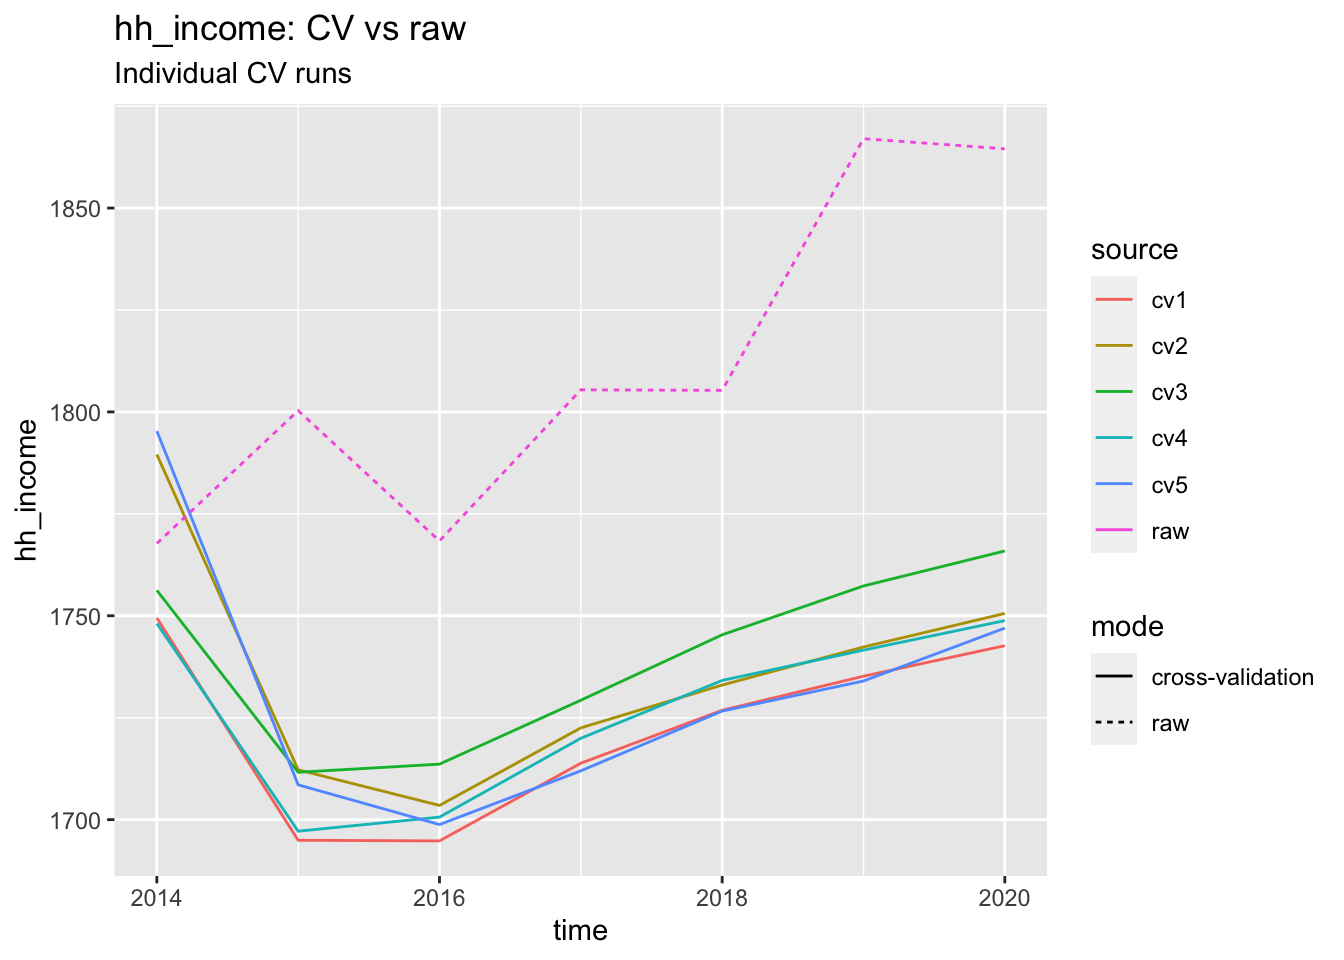 hh_income: CV vs raw
Individual CV runs
hh_income
1850
1800
1750
1700
2014
2016
2018
2020
time
source
cv1
cv2
cv3
cv4
cv5
raw
mode
cross-validation
raw